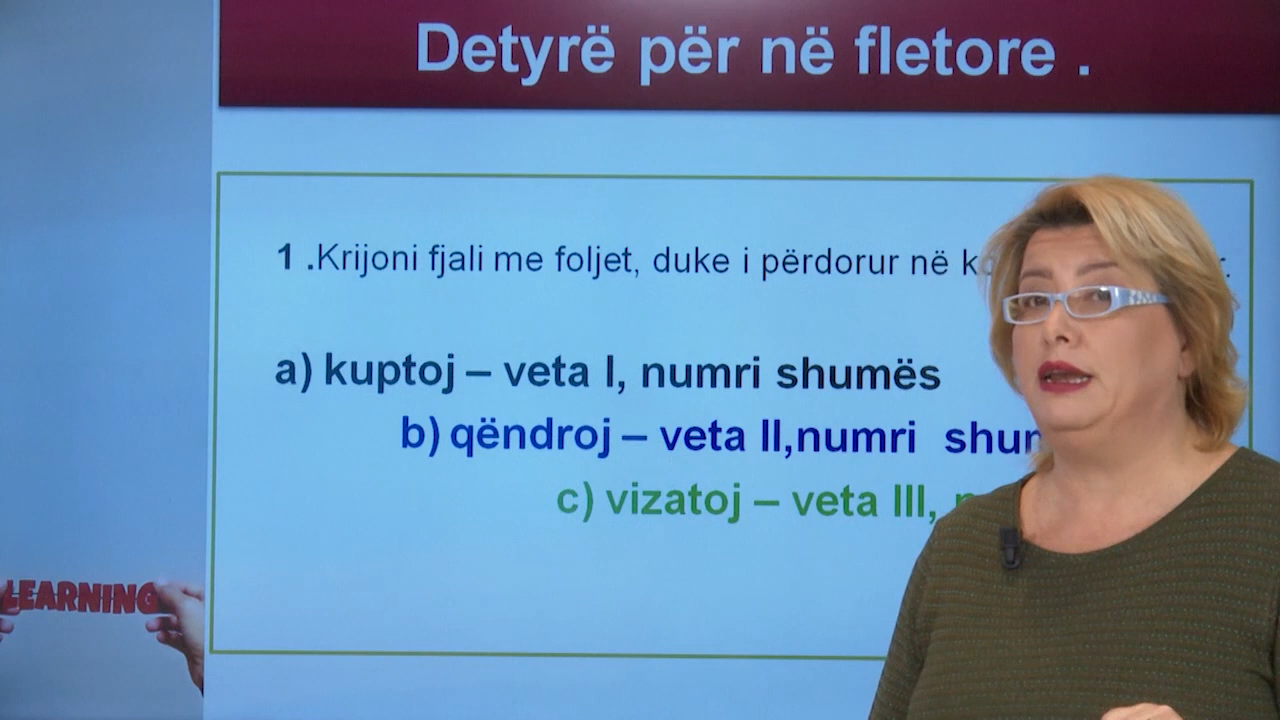 Detyrë për në fletore .
1 .Krijoni fjali me foljet, duke i përdorur në
a) kuptoj – veta I, numri shumës
b) qëndroj – veta II,numri
c) vizatoj – veta III,
LEARNING